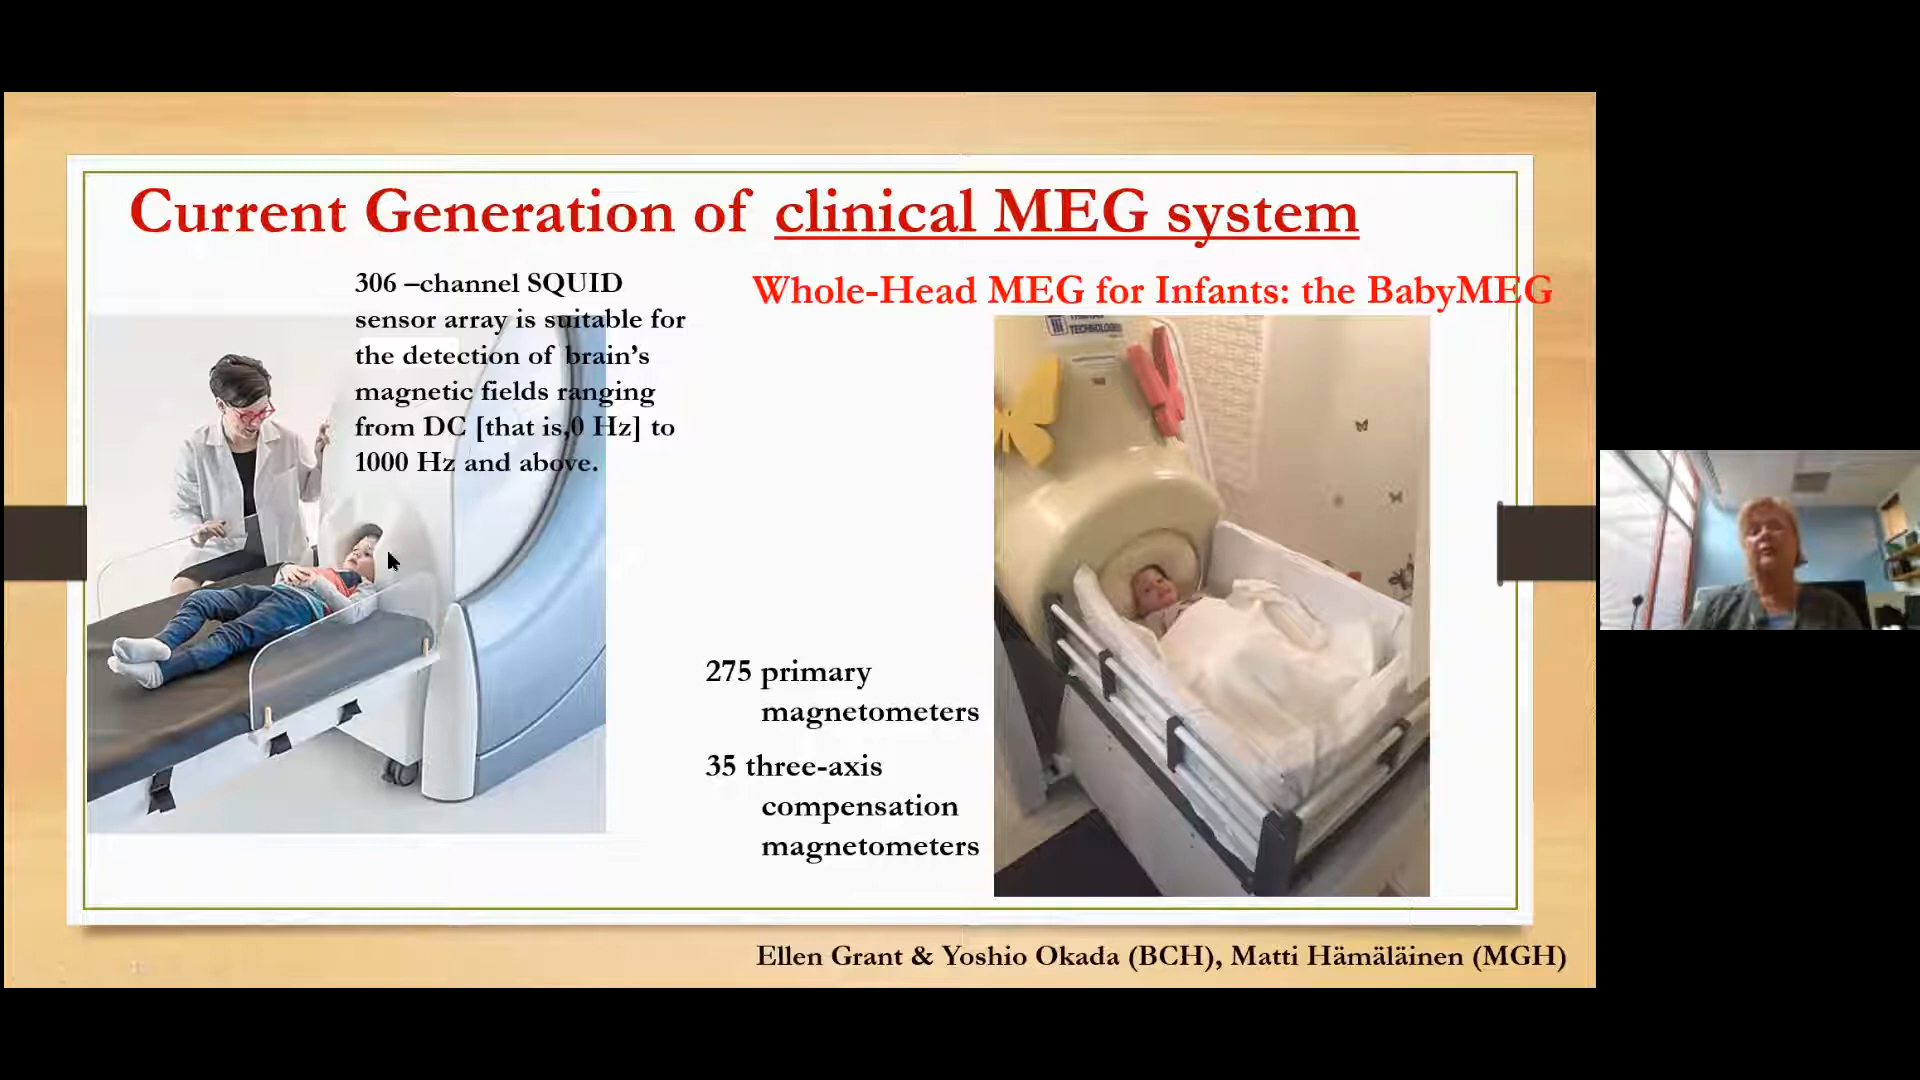 Current Generation of clinical MEG system
306 –channel SQUID
sensor array is suitable for
the detection of brain's
magnetic fields ranging
from DC [that is,0 Hz] to
1000 Hz and above.
Whole-Head MEG for Infants: the BabyMEG
TECHNOLOGIES
275 primary
magnetometers
35 three-axis
compensation
magnetometers
Ellen Grant & Yoshio Okada (BCH), Matti Hämäläinen (MGH)